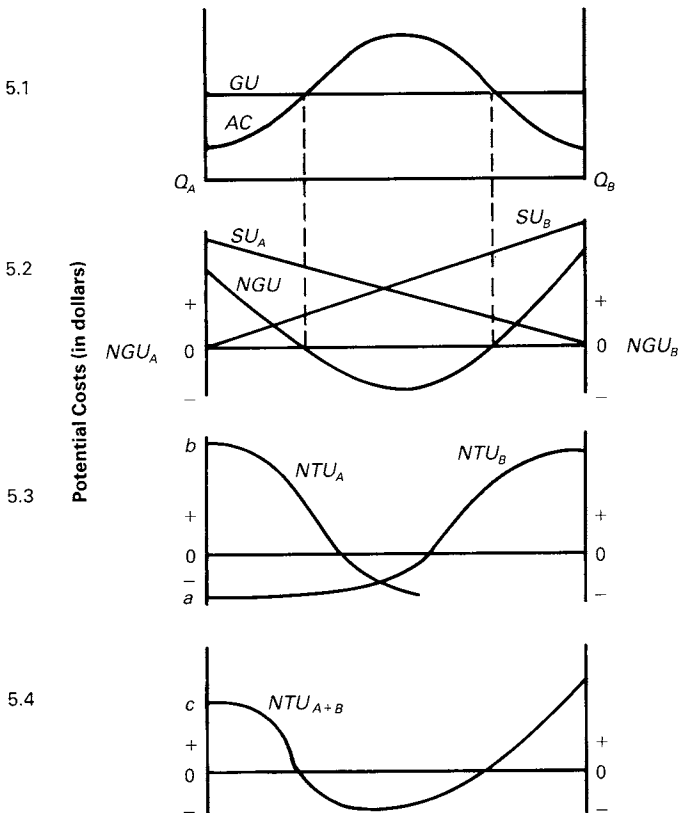 5.1
GU
AC
Q_A
Q_B
5.2
SU_A
SU_B
NGU
+
+
NGU_A
0
0
NGU_B
−
−
Potential Costs (in dollars)
5.3
b
NTU_A
NTU_B
+
+
0
0
−
−
a
5.4
c
NTU_{A+B}
+
+
0
0
−
−